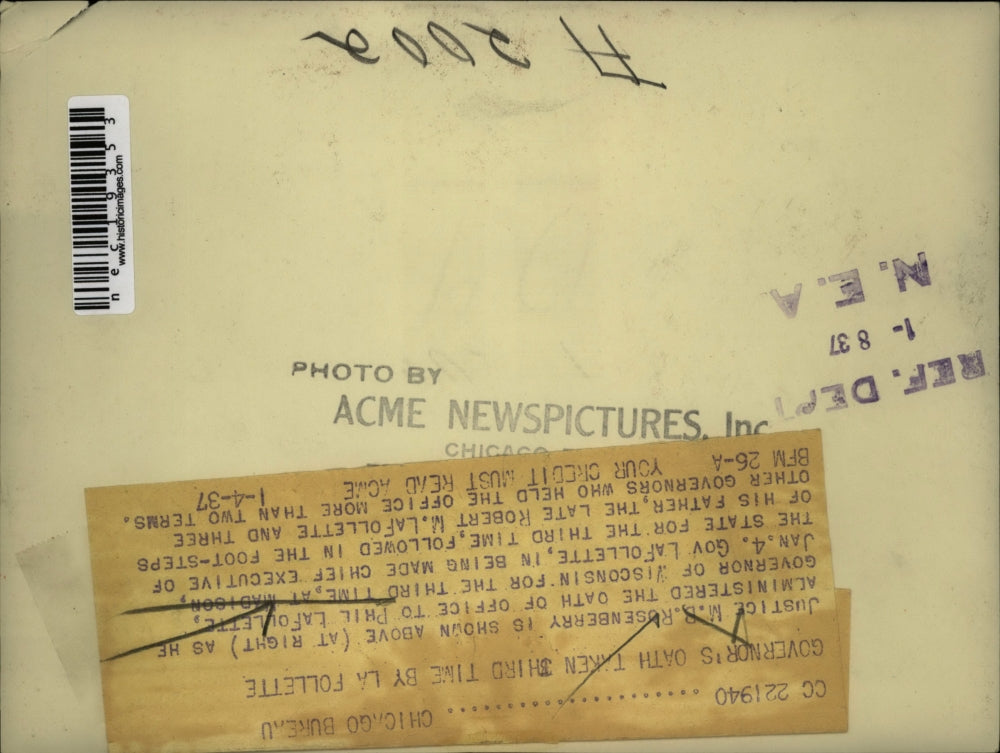 # 2002
n e C 1 9 3 5 3
www.historicimages.com
N. E. A
1- 8 37
REF. DEPT
PHOTO BY
ACME NEWSPICTURES, Inc
CHICAGO
CC 221940 .................... CHICAGO BUREAU
GOVERNOR'S OATH TAKEN THIRD TIME BY LA FOLLETTE
JUSTICE M.B.ROSENBERRY IS SHOWN ABOVE (AT RIGHT) AS HE
ALMINISTERED THE OATH OF OFFICE TO PHIL LAFOLLETTE,
GOVERNOR OF WISCONSIN FOR THE THIRD TIME, AT MADISON,
JAN.4. GOV LAFOLLETTE, IN BEING MADE CHIEF EXECUTIVE OF
THE STATE FOR THE THIRD TIME, FOLLOWED IN THE FOOT-STEPS
OF HIS FATHER, THE LATE ROBERT M.LAFOLLETTE AND THREE
OTHER GOVERNORS WHO HELD THE OFFICE MORE THAN TWO TERMS.
BFM 26-A YOUR CREDIT MUST READ ACME 1-4-37